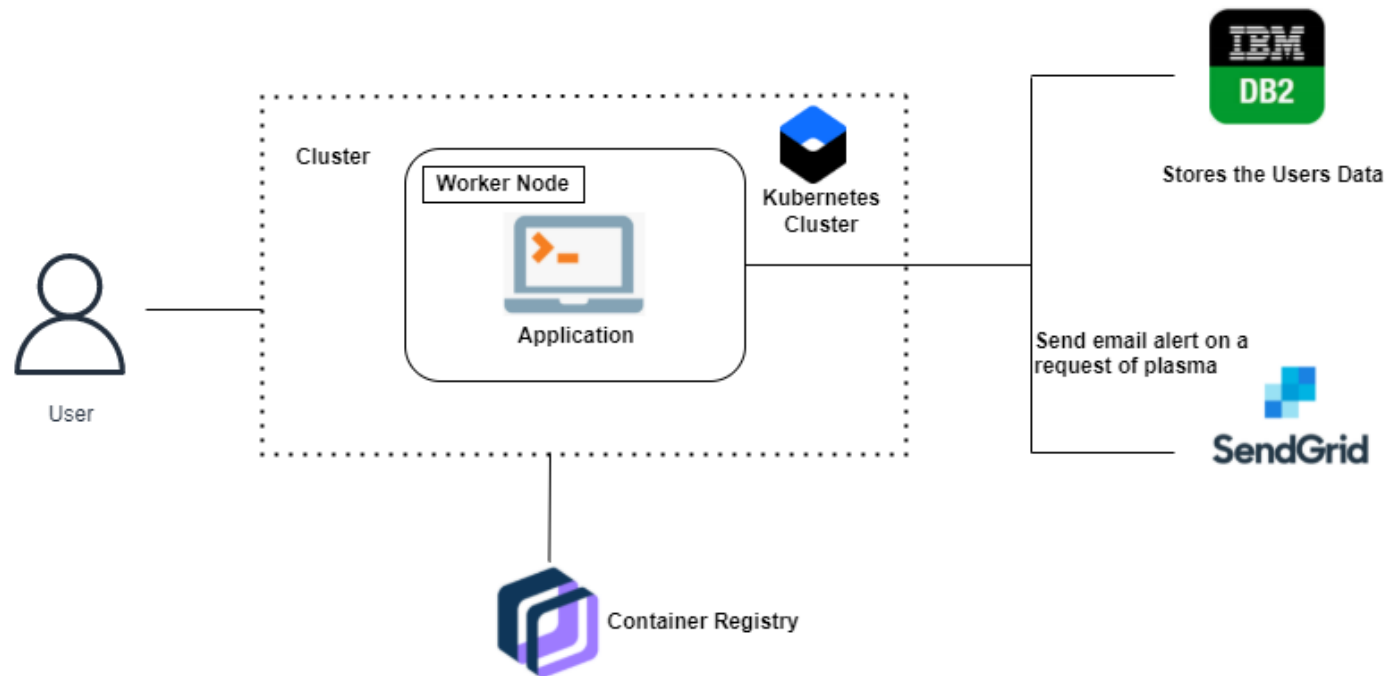 IBM
DB2
Stores the Users Data
Cluster
Worker Node
Kubernetes
Cluster
Application
User
Send email alert on a
request of plasma
SendGrid
Container Registry